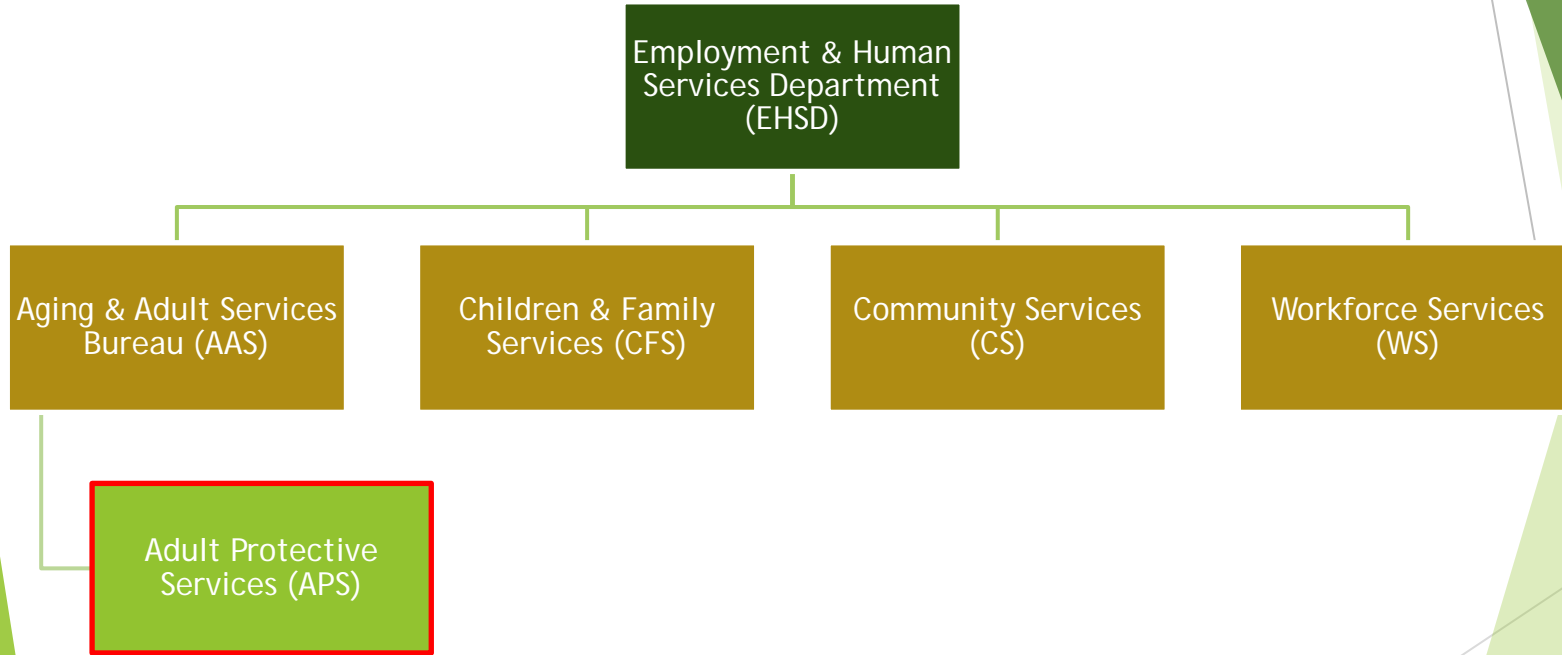 Employment & Human
Services Department
(EHSD)
Aging & Adult Services
Bureau (AAS)
Children & Family
Services (CFS)
Community Services
(CS)
Workforce Services
(WS)
Adult Protective
Services (APS)